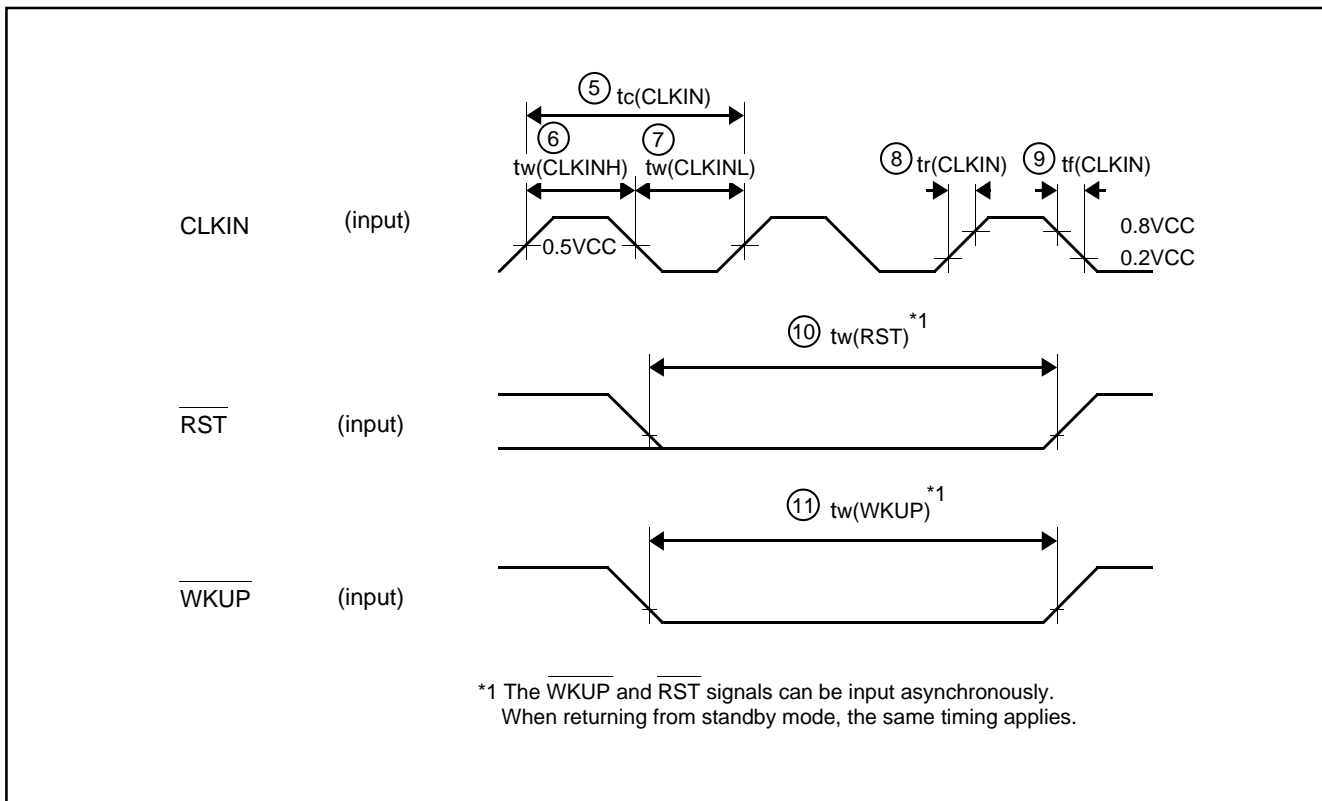 ⑤ tc(CLKIN)
⑥ ⑦
tw(CLKINH) tw(CLKINL) ⑧ tr(CLKIN) ⑨ tf(CLKIN)
CLKIN (input) 0.5VCC 0.8VCC
0.2VCC
⑩ tw(RST)*1
RST (input)
⑪ tw(WKUP)*1
WKUP (input)
*1 The WKUP and RST signals can be input asynchronously.
When returning from standby mode, the same timing applies.